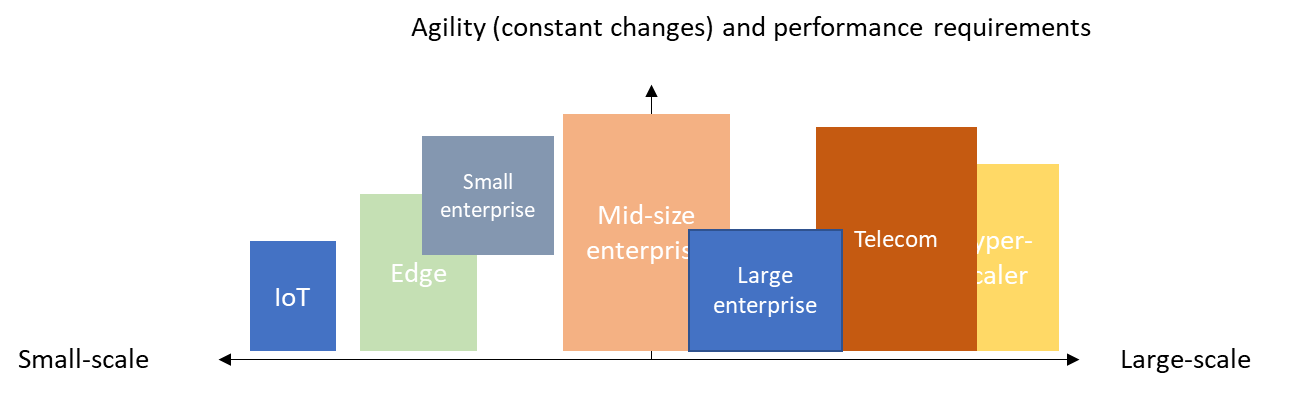 Agility (constant changes) and performance requirements
Small
enterprise
Mid-size
enterpris
IoT
Edge
Large
enterprise
Telecom
yper-
caler
Small-scale
Large-scale